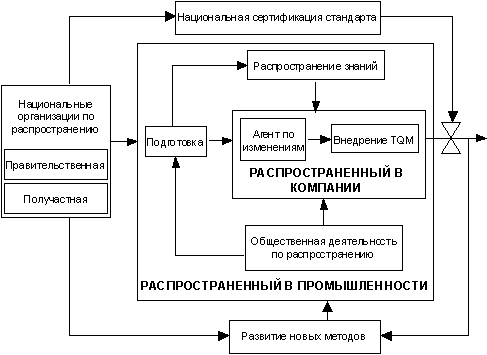 Национальная сертификация стандарта
Распространение знаний
Национальные
организации по
распространению
Правительственная
Получастная
Подготовка
Агент по
изменениям
Внедрение TQM
РАСПРОСТРАНЕННЫЙ В
КОМПАНИИ
Общественная деятельность
по распространению
РАСПРОСТРАНЕННЫЙ В ПРОМЫШЛЕННОСТИ
Развитие новых методов